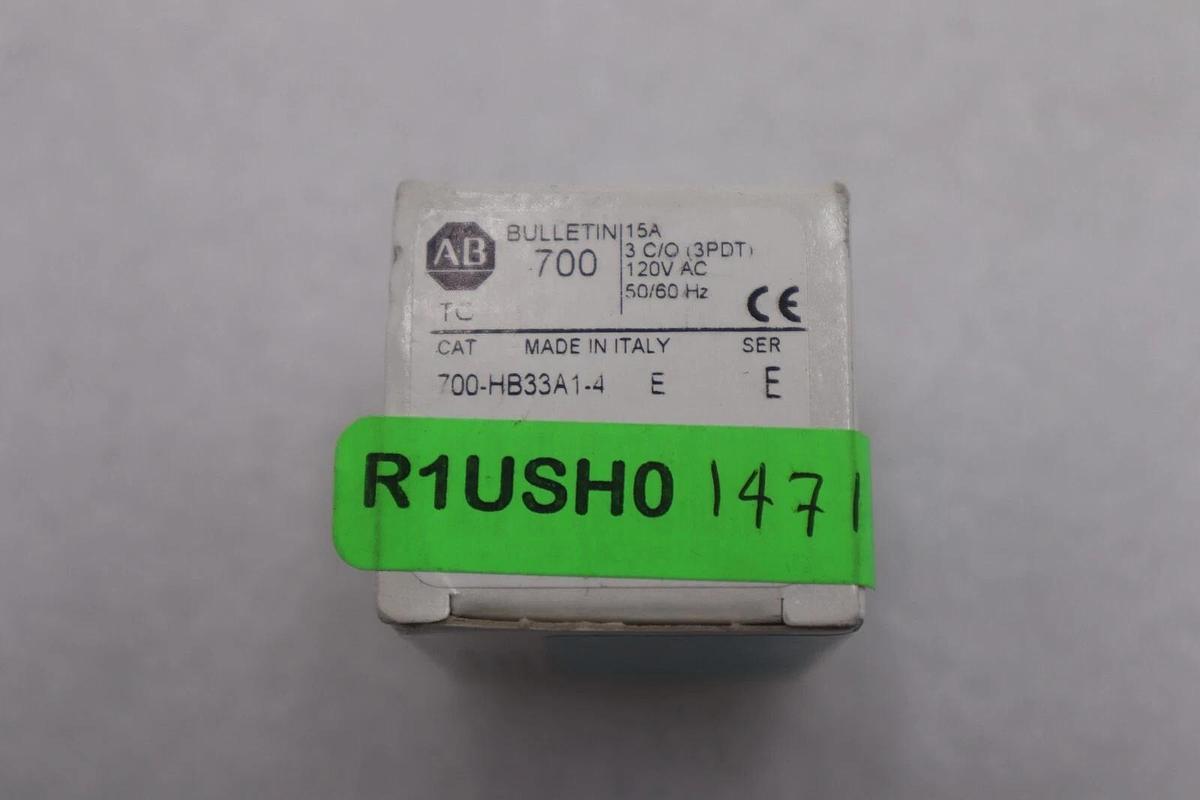 AB BULLETIN 15A
700 3 C/O (3PDT)
120V AC
50/60 Hz
TC CE
CAT MADE IN ITALY SER
700-HB33A1-4 E E
R1USH0 1471